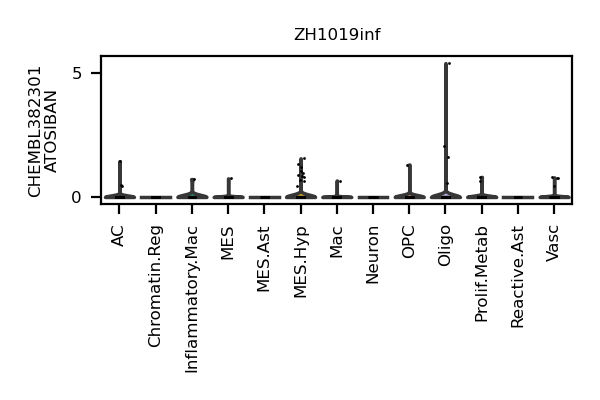 ZH1019inf
CHEMBL382301
ATOSIBAN
5
0
AC
Chromatin.Reg
Inflammatory.Mac
MES
MES.Ast
MES.Hyp
Mac
Neuron
OPC
Oligo
Prolif.Metab
Reactive.Ast
Vasc